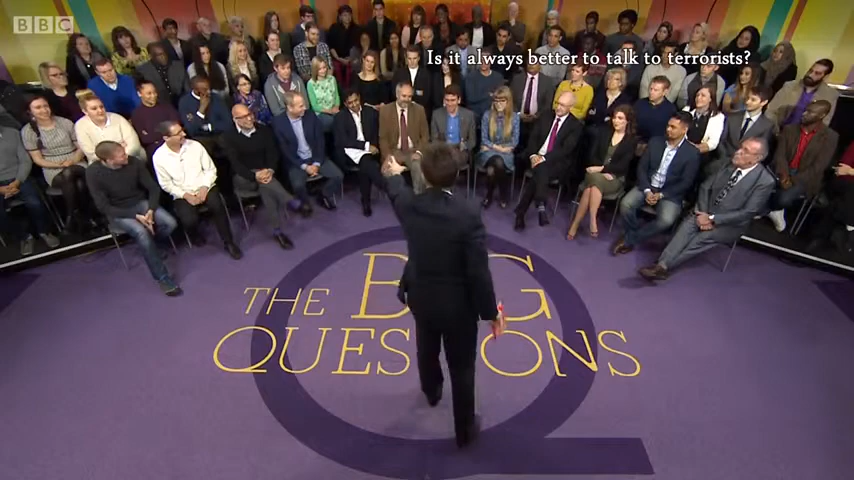 BBC
Is it always better to talk to terrorists?
THE BIG
QUESTIONS